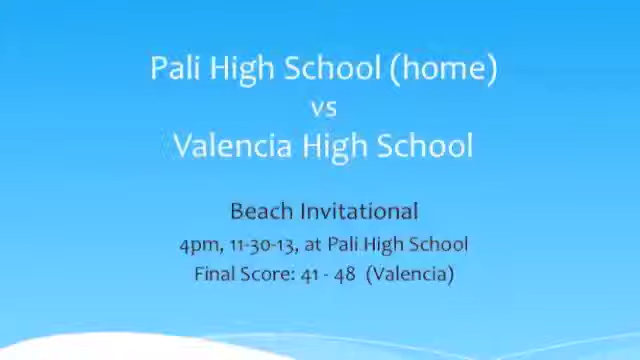 Pali High School (home)
vs
Valencia High School
Beach Invitational
4pm, 11-30-13, at Pali High School
Final Score: 41 - 48 (Valencia)